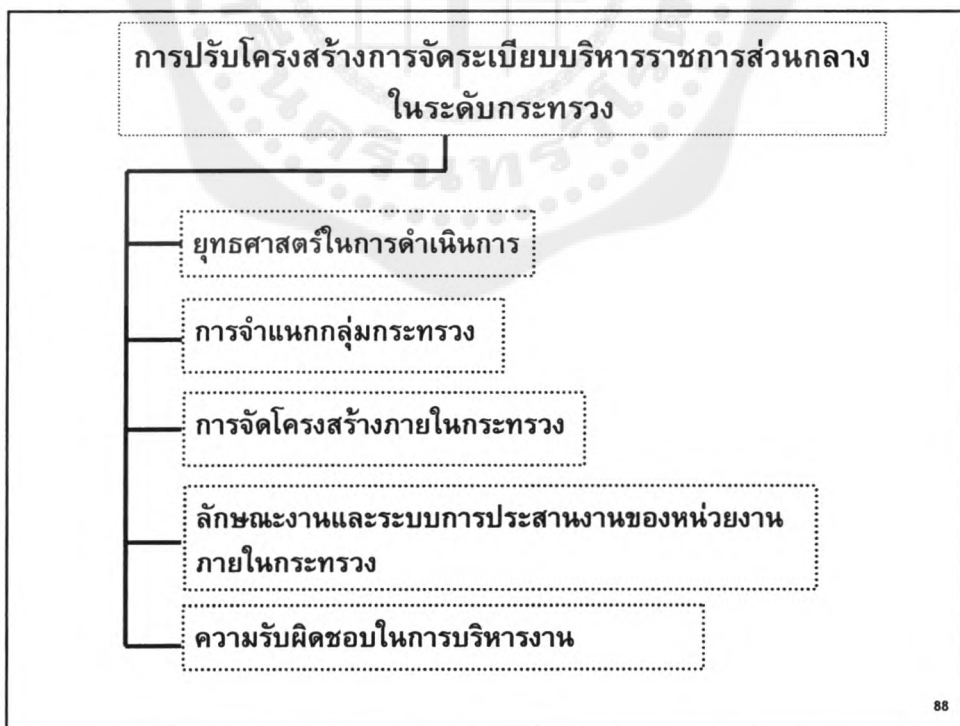 การปรับโครงสร้างการจัดระเบียบบริหารราชการส่วนกลาง
ในระดับกระทรวง
ยุทธศาสตร์ในการดำเนินการ
การจำแนกกลุ่มกระทรวง
การจัดโครงสร้างภายในกระทรวง
ลักษณะงานและระบบการประสานงานของหน่วยงาน
ภายในกระทรวง
ความรับผิดชอบในการบริหารงาน
88